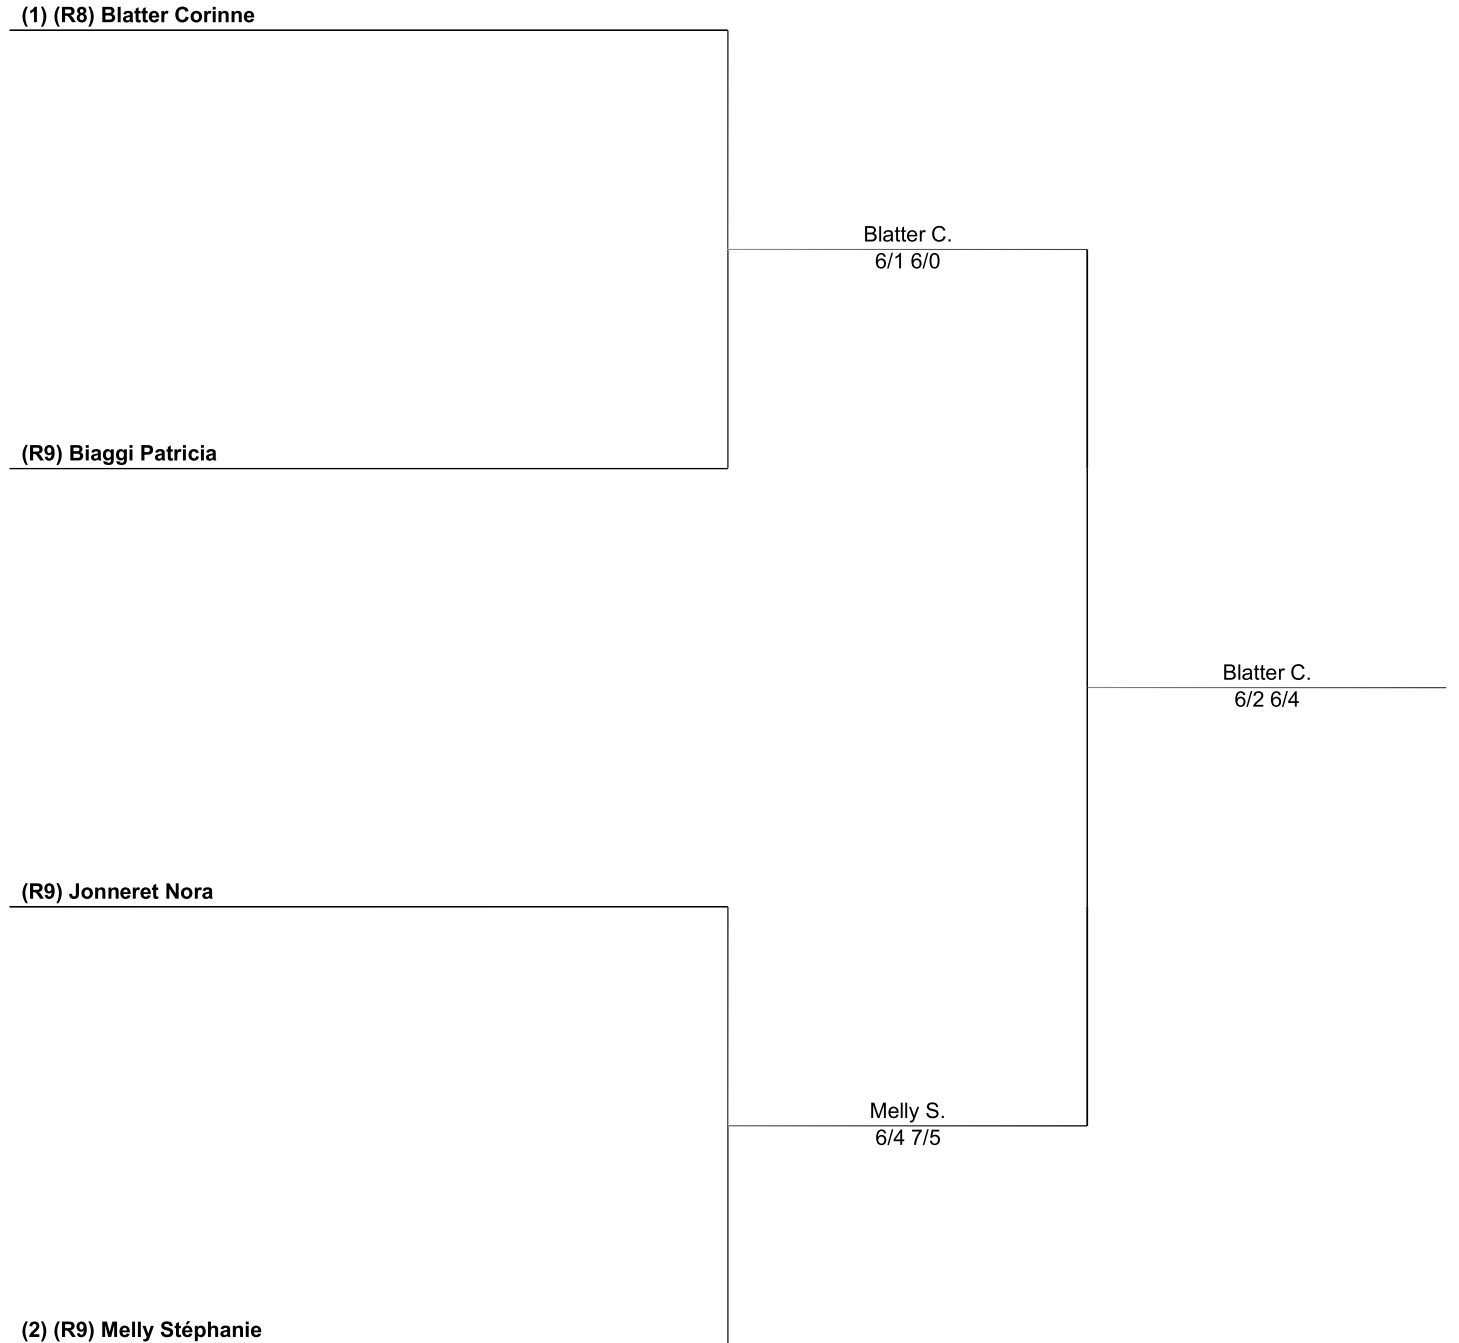 (1) (R8) Blatter Corinne
Blatter C.
6/1 6/0
(R9) Biaggi Patricia
Blatter C.
6/2 6/4
(R9) Jonneret Nora
Melly S.
6/4 7/5
(2) (R9) Melly Stéphanie